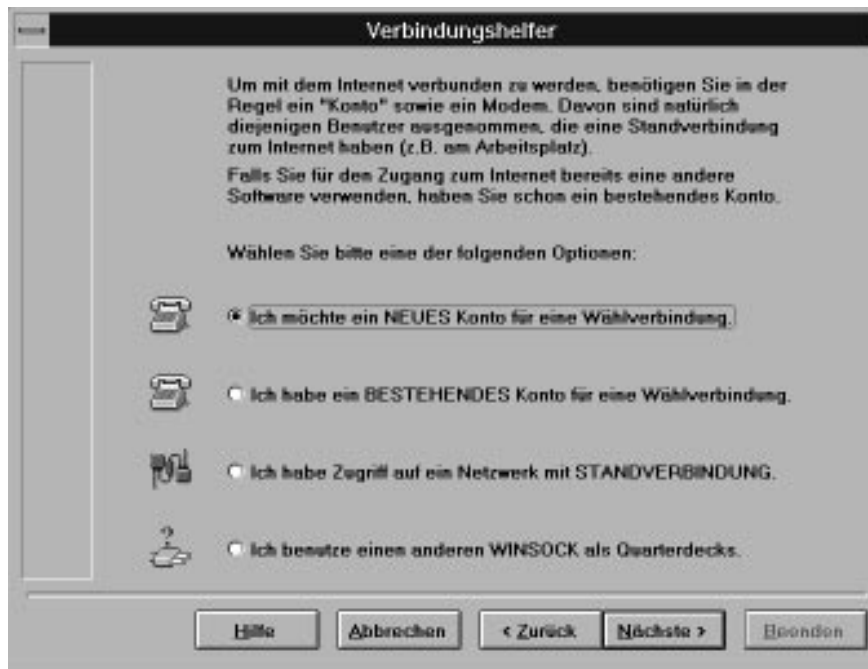 Verbindungshelfer
Um mit dem Internet verbunden zu werden, benötigen Sie in der
Regel ein "Konto" sowie ein Modem. Davon sind natürlich
diejenigen Benutzer ausgenommen, die eine Standverbindung
zum Internet haben (z.B. am Arbeitsplatz).
Falls Sie für den Zugang zum Internet bereits eine andere
Software verwenden, haben Sie schon ein bestehendes Konto.
Wählen Sie bitte eine der folgenden Optionen:
Ich möchte ein NEUES Konto für eine Wählverbindung.
Ich habe ein BESTEHENDES Konto für eine Wählverbindung.
Ich habe Zugriff auf ein Netzwerk mit STANDVERBINDUNG.
Ich benutze einen anderen WINSOCK als Quarterdecks.
Hilfe Abbrechen < Zurück Nächste > Beenden